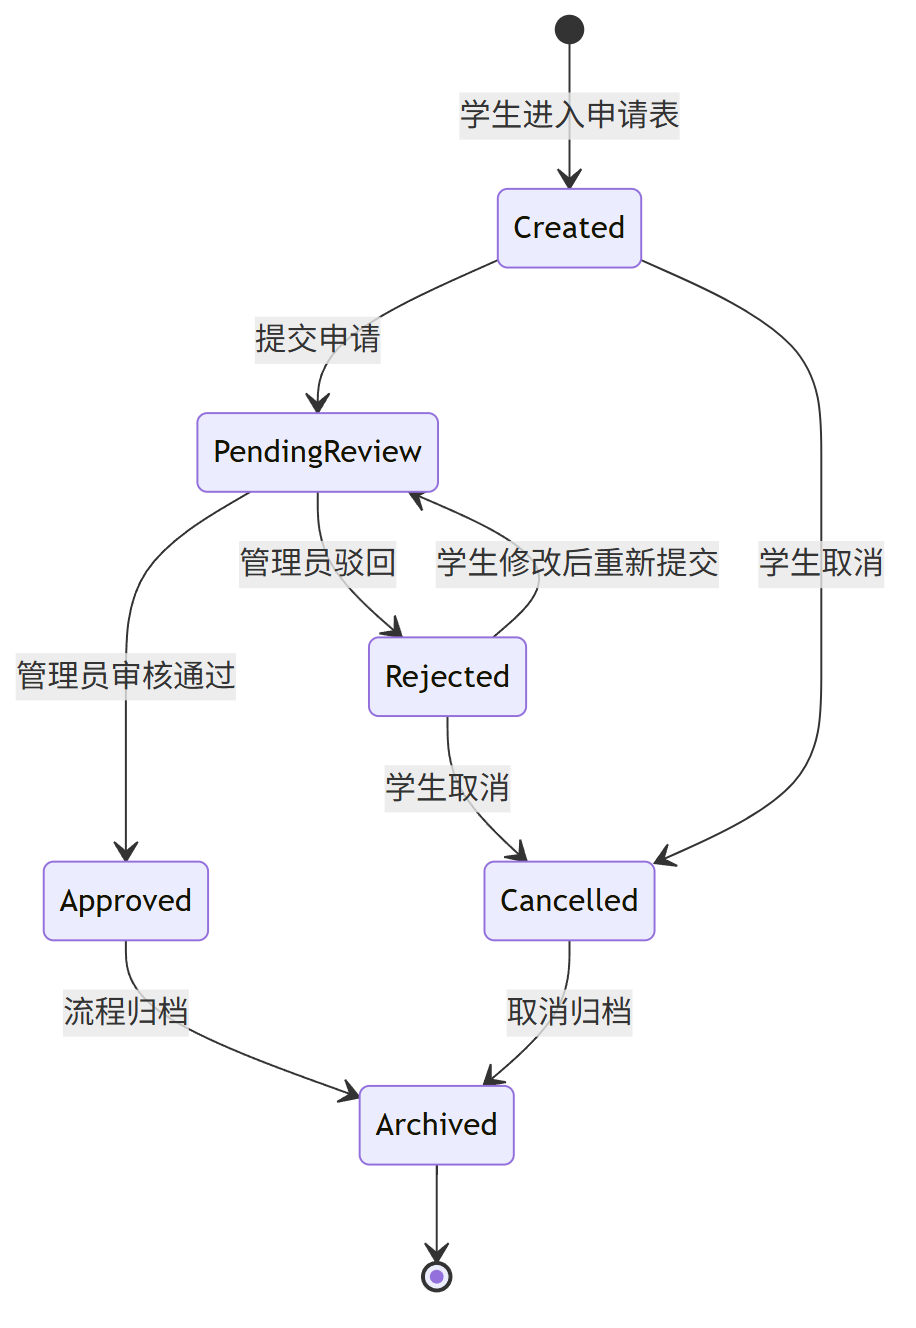 学生进入申请表
Created
提交申请
PendingReview
管理员驳回
学生修改后重新提交
学生取消
管理员审核通过
Rejected
学生取消
Approved
Cancelled
流程归档
取消归档
Archived